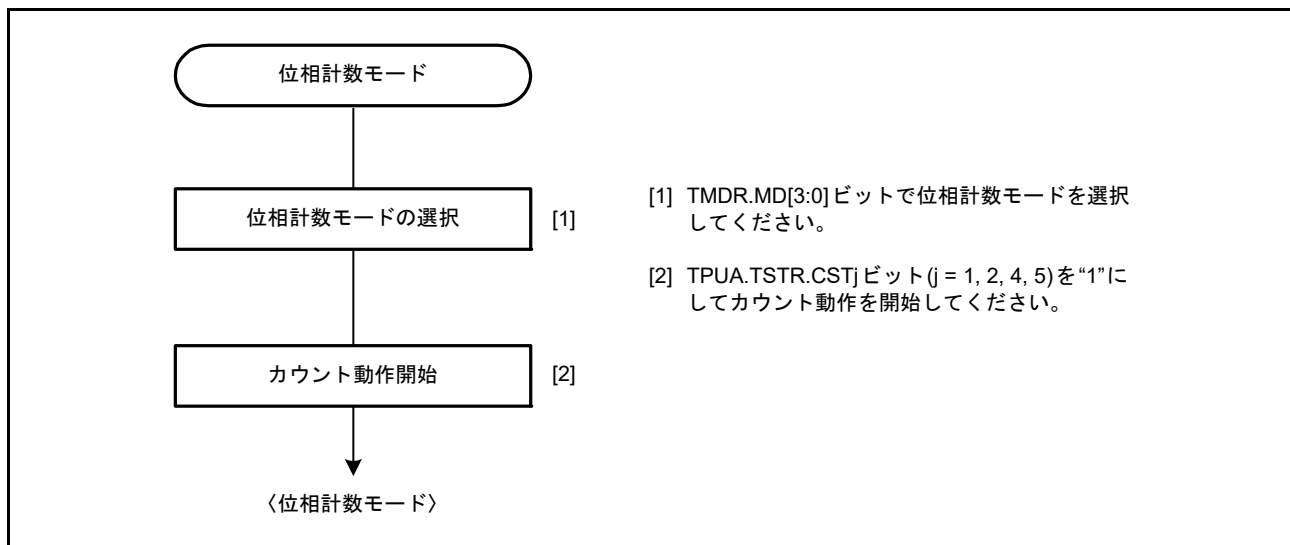 位相計数モード
位相計数モードの選択 [1]
[1] TMDR.MD[3:0]ビットで位相計数モードを選択
してください。
[2] TPUA.TSTR.CSTjビット(j = 1, 2, 4, 5)を“1”に
してカウント動作を開始してください。
カウント動作開始 [2]
〈位相計数モード〉